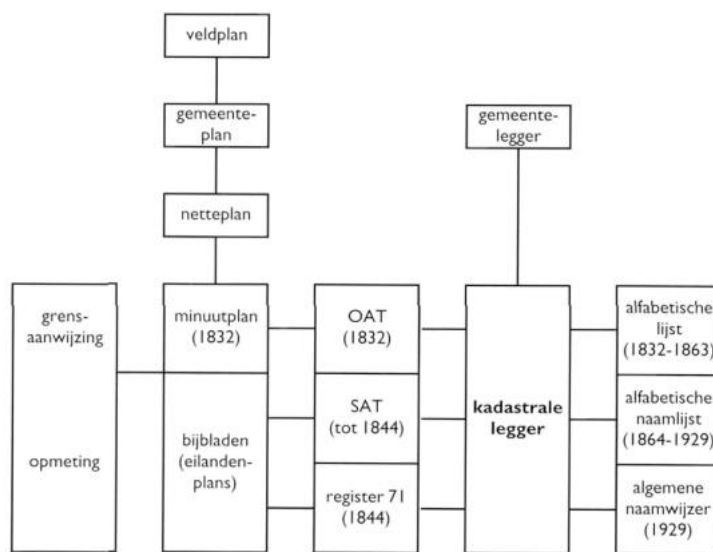 veldplan
gemeente-
plan
gemeente-
legger
netteplan
grens-
aanwijzing
opmeting
minuutplan
(1832)
bijbladen
(eilanden-
plans)
OAT
(1832)
SAT
(tot 1844)
register 71
(1844)
kadastrale
legger
alfabetische
lijst
(1832-1863)
alfabetische
naamlijst
(1864-1929)
algemene
naamwijzer
(1929)